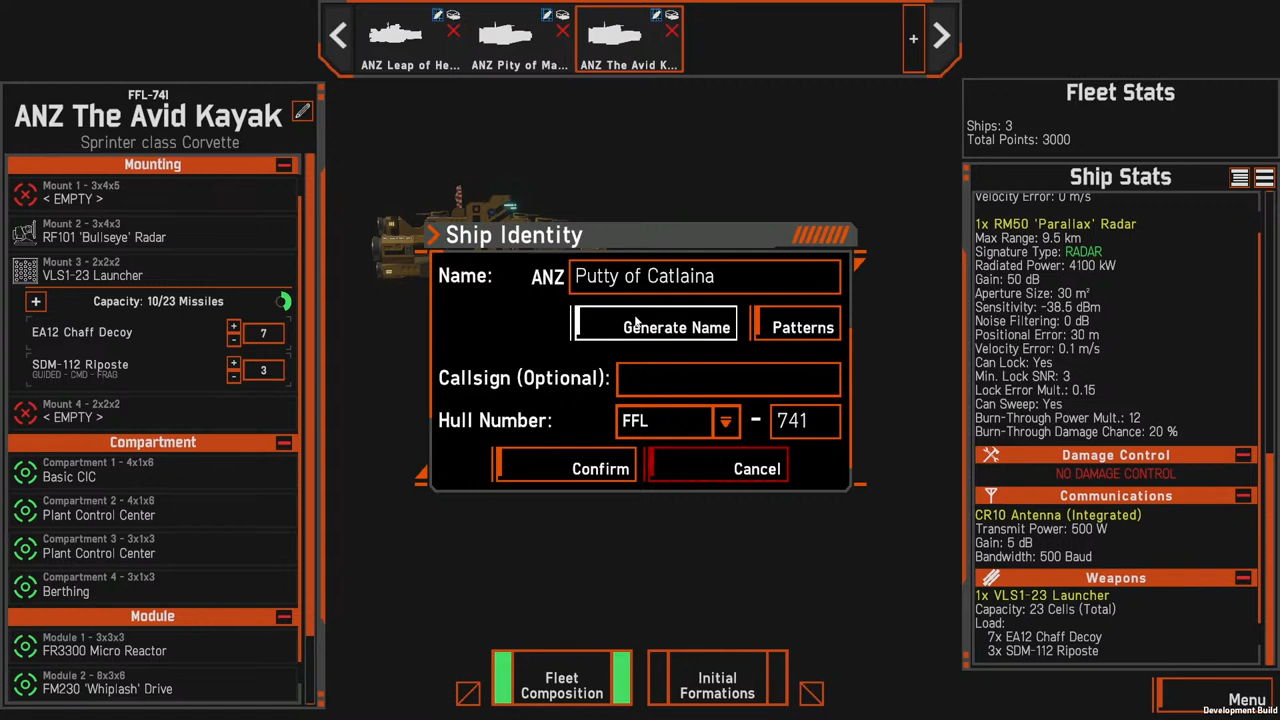 ANZ Leap of He...
ANZ Pity of Ma...
ANZ The Avid K...
+
FFL-741
ANZ The Avid Kayak
Sprinter class Corvette
Mounting
Mount 1 - 3x4x5
< EMPTY >
Mount 2 - 3x4x3
RF101 'Bullseye' Radar
Mount 3 - 2x2x2
VLS1-23 Launcher
+
Capacity: 10/23 Missiles
EA12 Chaff Decoy
+
-
7
SDM-112 Riposte
GUIDED - CMD - FRAG
+
-
3
Mount 4 - 2x2x2
< EMPTY >
Compartment
Compartment 1 - 4x1x6
Basic CIC
Compartment 2 - 4x1x6
Plant Control Center
Compartment 3 - 3x1x3
Plant Control Center
Compartment 4 - 3x1x3
Berthing
Module
Module 1 - 3x3x3
FR3300 Micro Reactor
Module 2 - 6x3x6
FM230 'Whiplash' Drive
Ship Identity
Name:
ANZ
Putty of Catlaina
Generate Name
Patterns
Callsign (Optional):
Hull Number:
FFL
-
741
Confirm
Cancel
Fleet Composition
Initial Formations
Fleet Stats
Ships: 3
Total Points: 3000
Ship Stats
Velocity Error: 0 m/s
1x RM50 'Parallax' Radar
Max Range: 9.5 km
Signature Type: RADAR
Radiated Power: 4100 kW
Gain: 50 dB
Aperture Size: 30 m²
Sensitivity: -38.5 dBm
Noise Filtering: 0 dB
Positional Error: 30 m
Velocity Error: 0.1 m/s
Can Lock: Yes
Min. Lock SNR: 3
Lock Error Mult.: 0.15
Can Sweep: Yes
Burn-Through Power Mult.: 12
Burn-Through Damage Chance: 20 %
Damage Control
NO DAMAGE CONTROL
Communications
CR10 Antenna (Integrated)
Transmit Power: 500 W
Gain: 5 dB
Bandwidth: 500 Baud
Weapons
1x VLS1-23 Launcher
Capacity: 23 Cells (Total)
Load:
7x EA12 Chaff Decoy
3x SDM-112 Riposte
Menu
Development Build